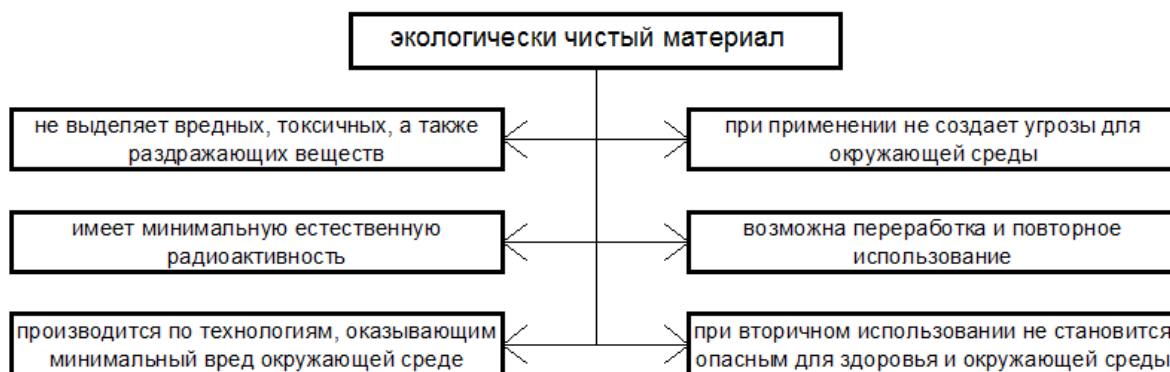 экологически чистый материал
не выделяет вредных, токсичных, а также
раздражающих веществ
при применении не создает угрозы для
окружающей среды
имеет минимальную естественную
радиоактивность
возможна переработка и повторное
использование
производится по технологиям, оказывающим
минимальный вред окружающей среде
при вторичном использовании не становится
опасным для здоровья и окружающей среды